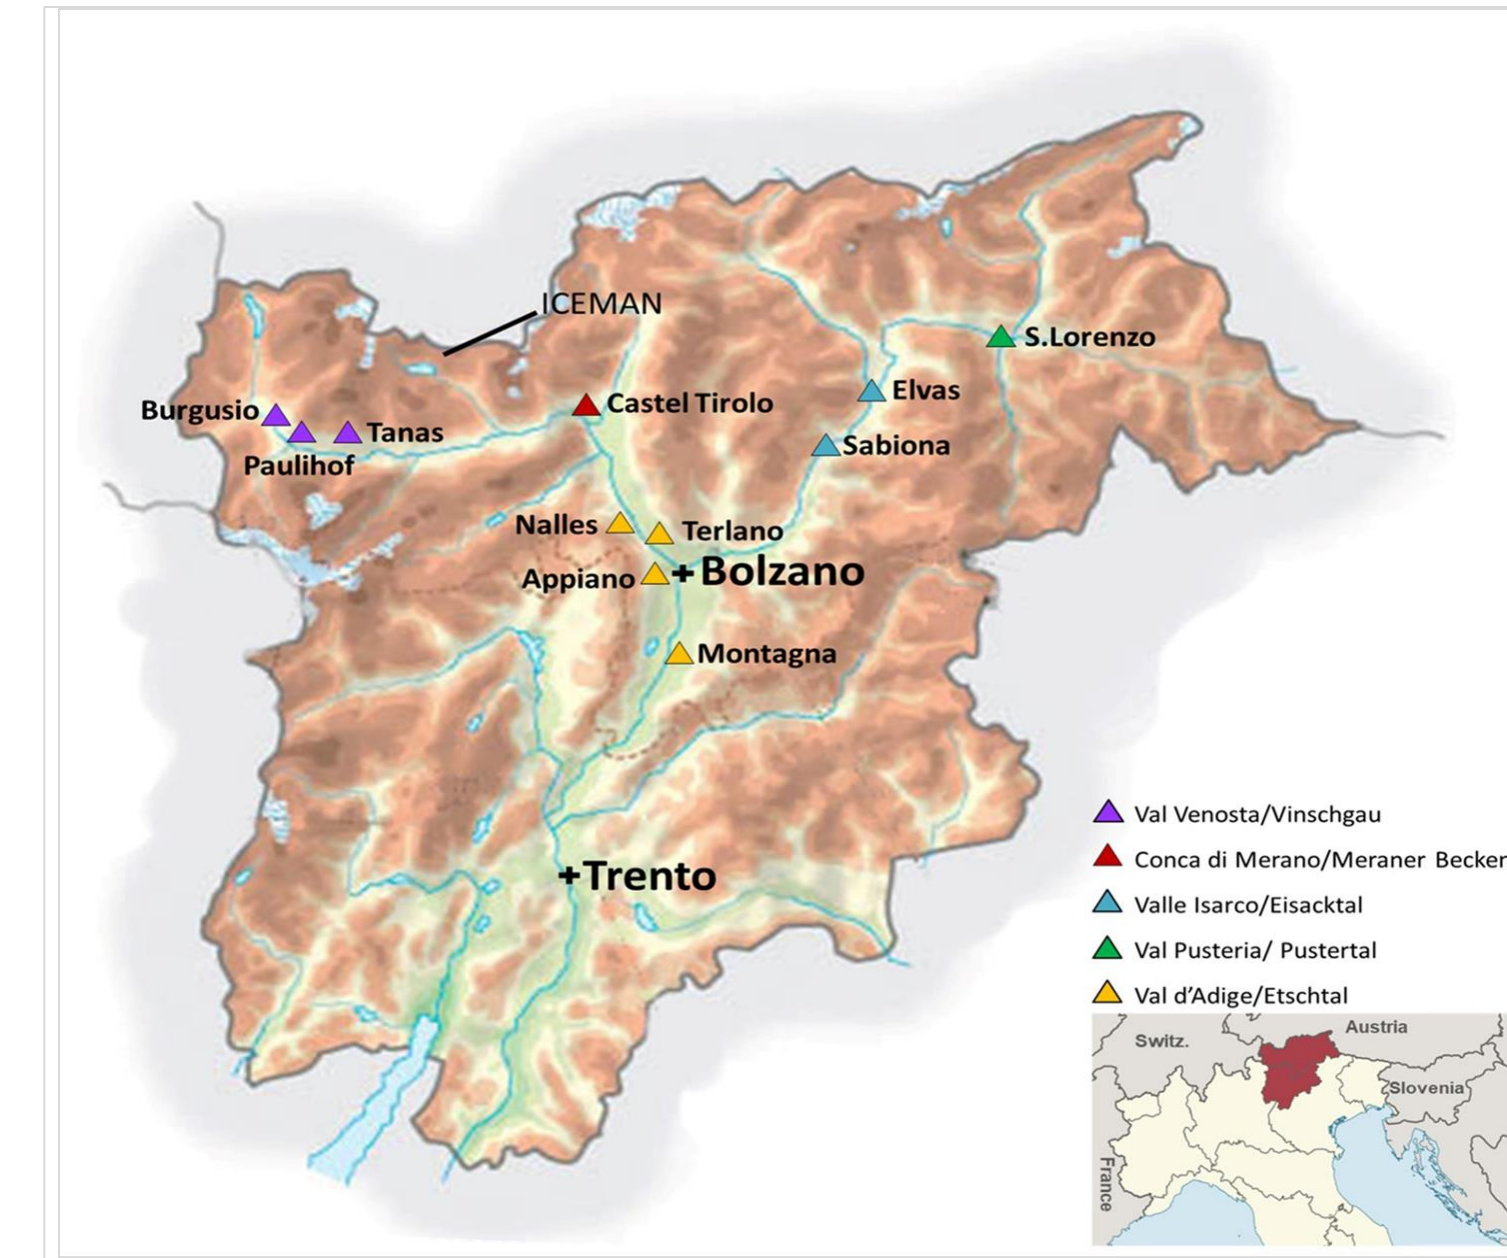 ICEMAN
S.Lorenzo
Elvas
Castel Tirolo
Burgusio
Tanas
Sabiona
Paulihof
Nalles
Terlano
Appiano
Bolzano
Montagna
Trento
Val Venosta/Vinschgau
Conca di Merano/Meraner Becken
Valle Isarco/Eisacktal
Val Pusteria/ Pustertal
Val d'Adige/Etschtal
Austria
Switz.
Slovenia
France